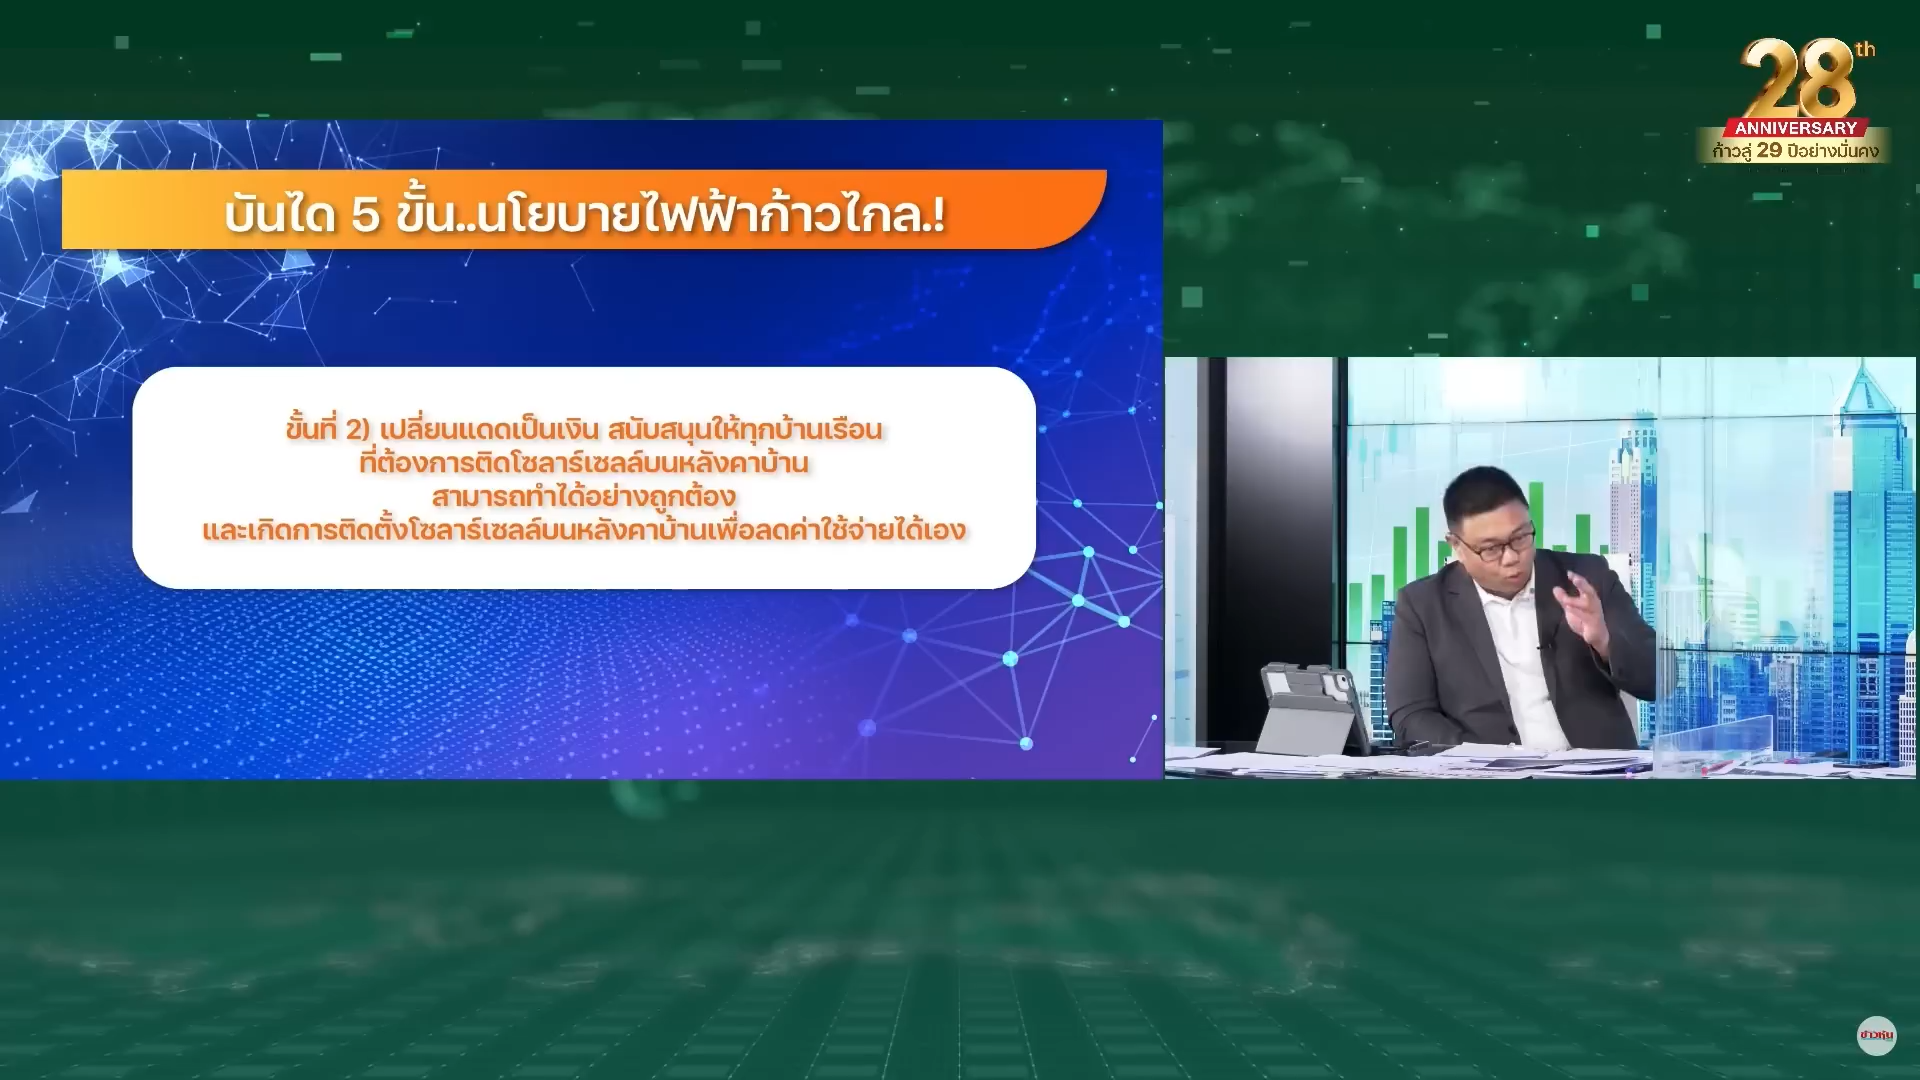 28th
ANNIVERSARY
ก้าวสู่ 29 ปีอย่างมั่นคง
บันได 5 ขั้น..นโยบายไฟฟ้าก้าวไกล.!
ขั้นที่ 2) เปลี่ยนแดดเป็นเงิน สนับสนุนให้ทุกบ้านเรือน
ที่ต้องการติดโซลาร์เซลล์บนหลังคาบ้าน
สามารถทำได้อย่างถูกต้อง
และเกิดการติดตั้งโซลาร์เซลล์บนหลังคาบ้านเพื่อลดค่าใช้จ่ายได้เอง
ข่าวหุ้น